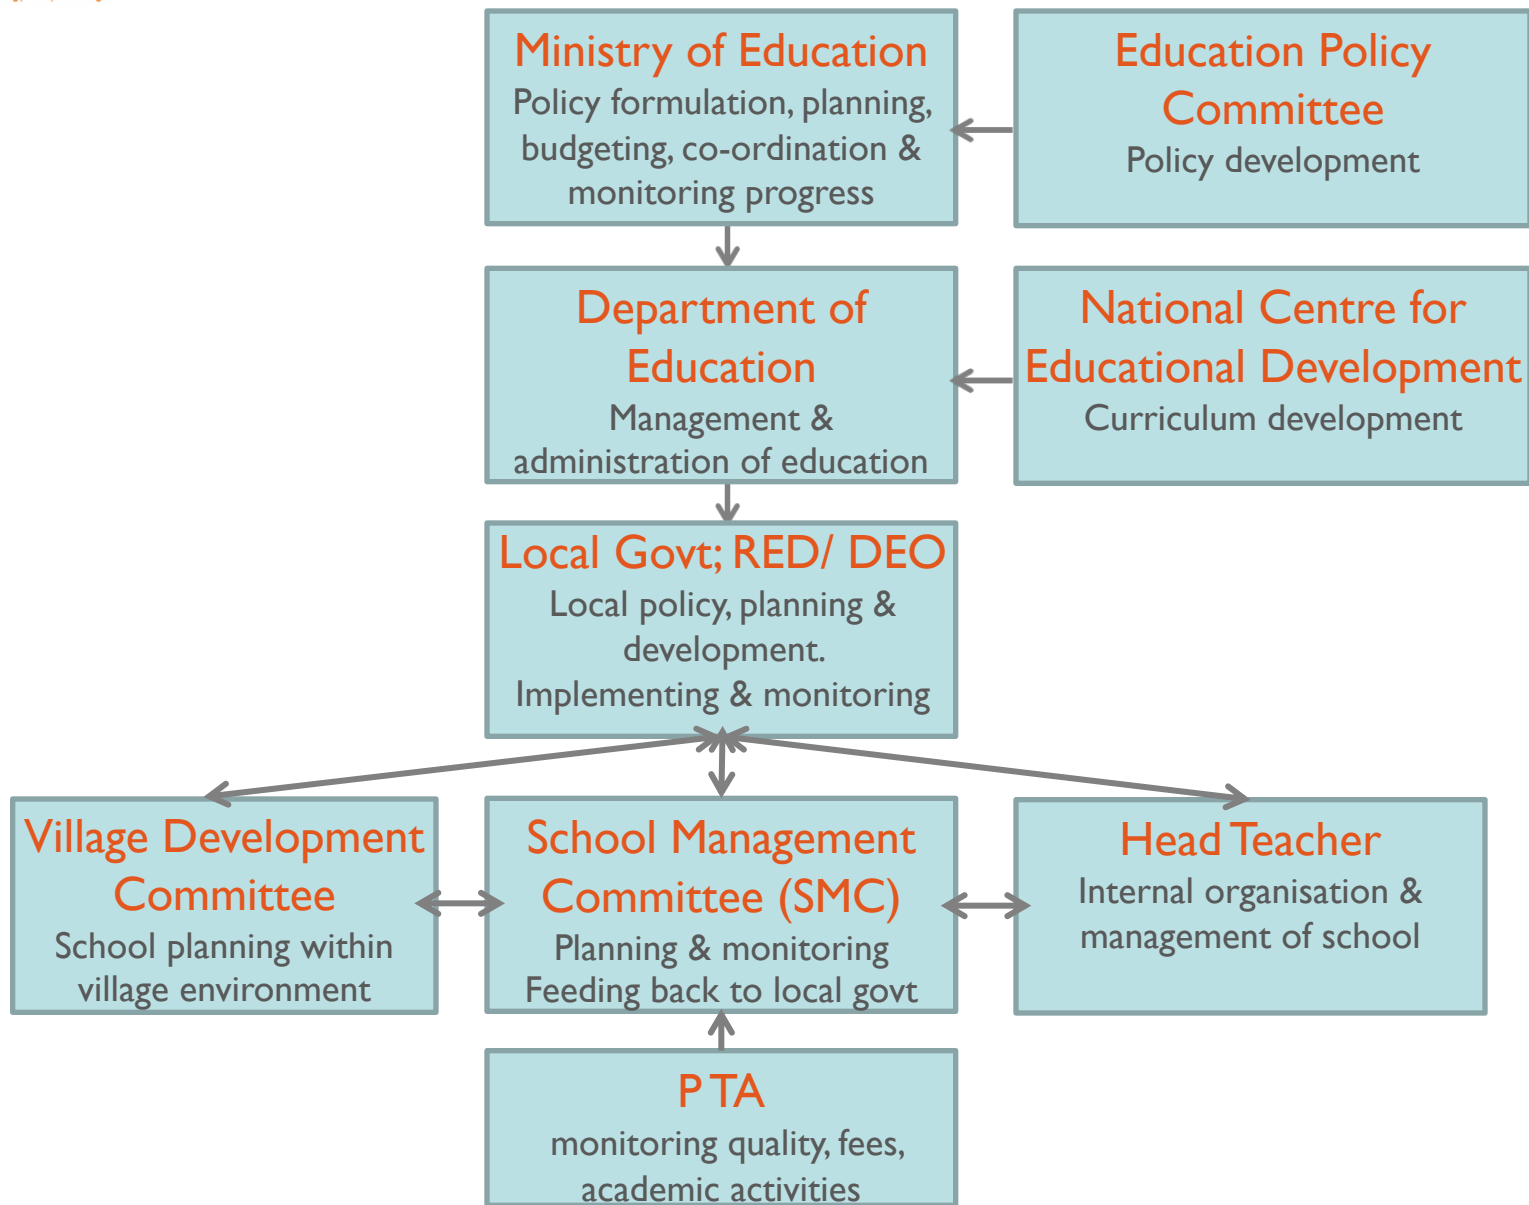 Ministry of Education
Policy formulation, planning,
budgeting, co-ordination &
monitoring progress
Education Policy
Committee
Policy development
Department of
Education
Management &
administration of education
National Centre for
Educational Development
Curriculum development
Local Govt; RED/ DEO
Local policy, planning &
development.
Implementing & monitoring
Village Development
Committee
School planning within
village environment
School Management
Committee (SMC)
Planning & monitoring
Feeding back to local govt
Head Teacher
Internal organisation &
management of school
PTA
monitoring quality, fees,
academic activities